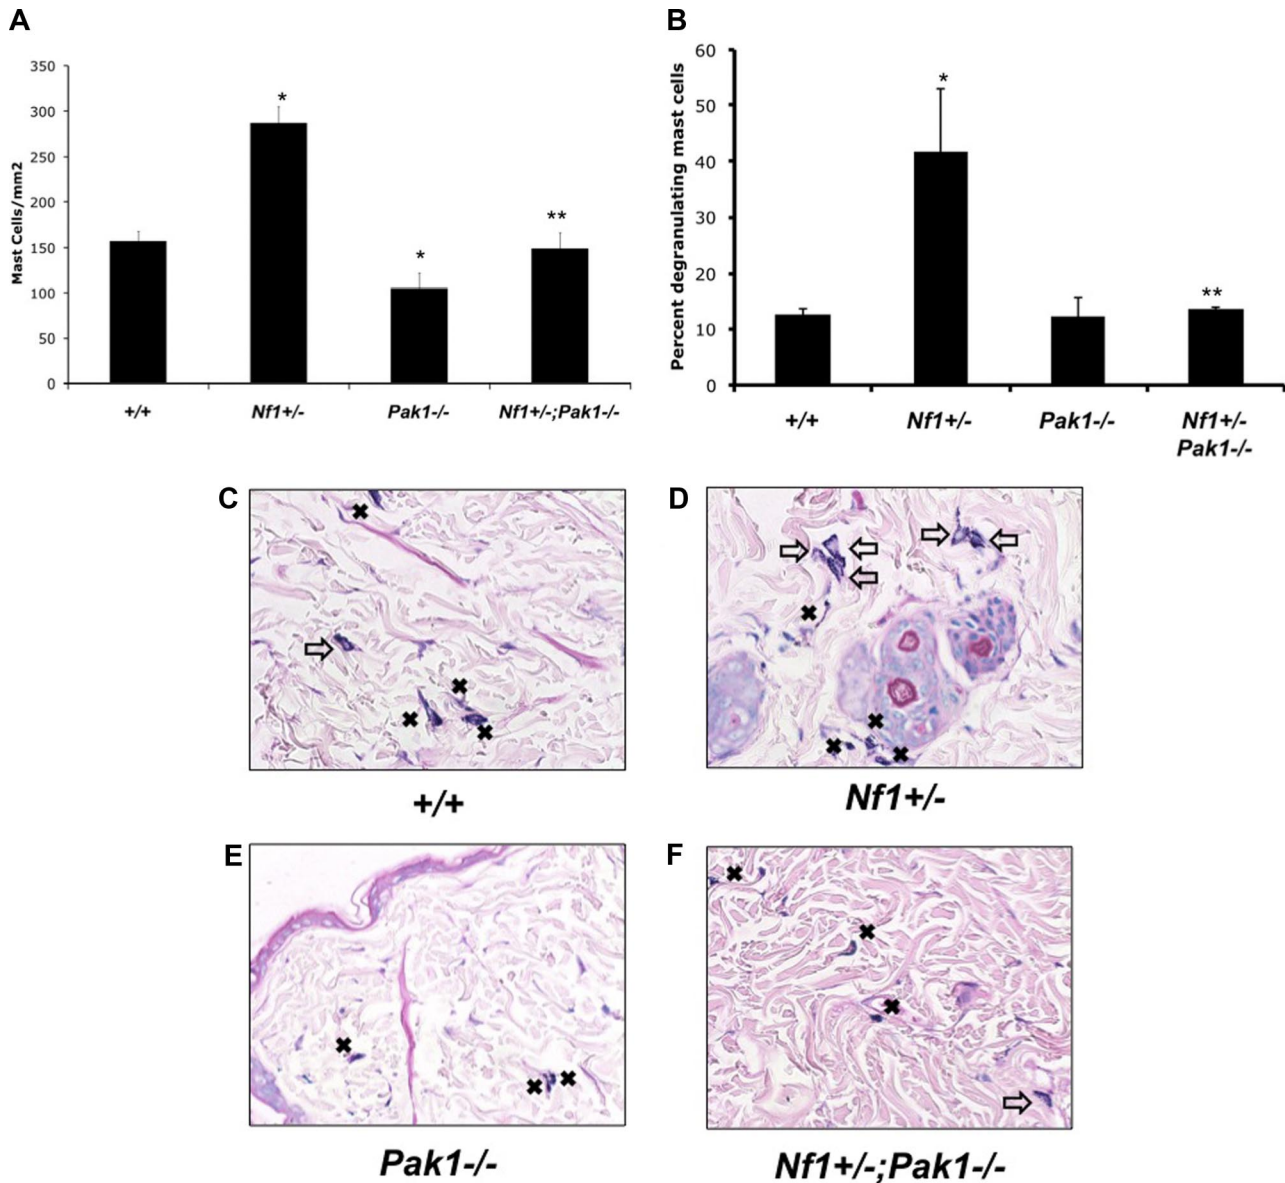 A
Mast Cells/mm2
350
300
250
200
150
100
50
0
*
*
**
+/+
Nf1+/-
Pak1-/-
Nf1+/-;Pak1-/-
B
Percent degranulating mast cells
60
50
40
30
20
10
0
*
**
+/+
Nf1+/-
Pak1-/-
Nf1+/-
Pak1-/-
C
+/+
D
Nf1+/-
E
Pak1-/-
F
Nf1+/-;Pak1-/-